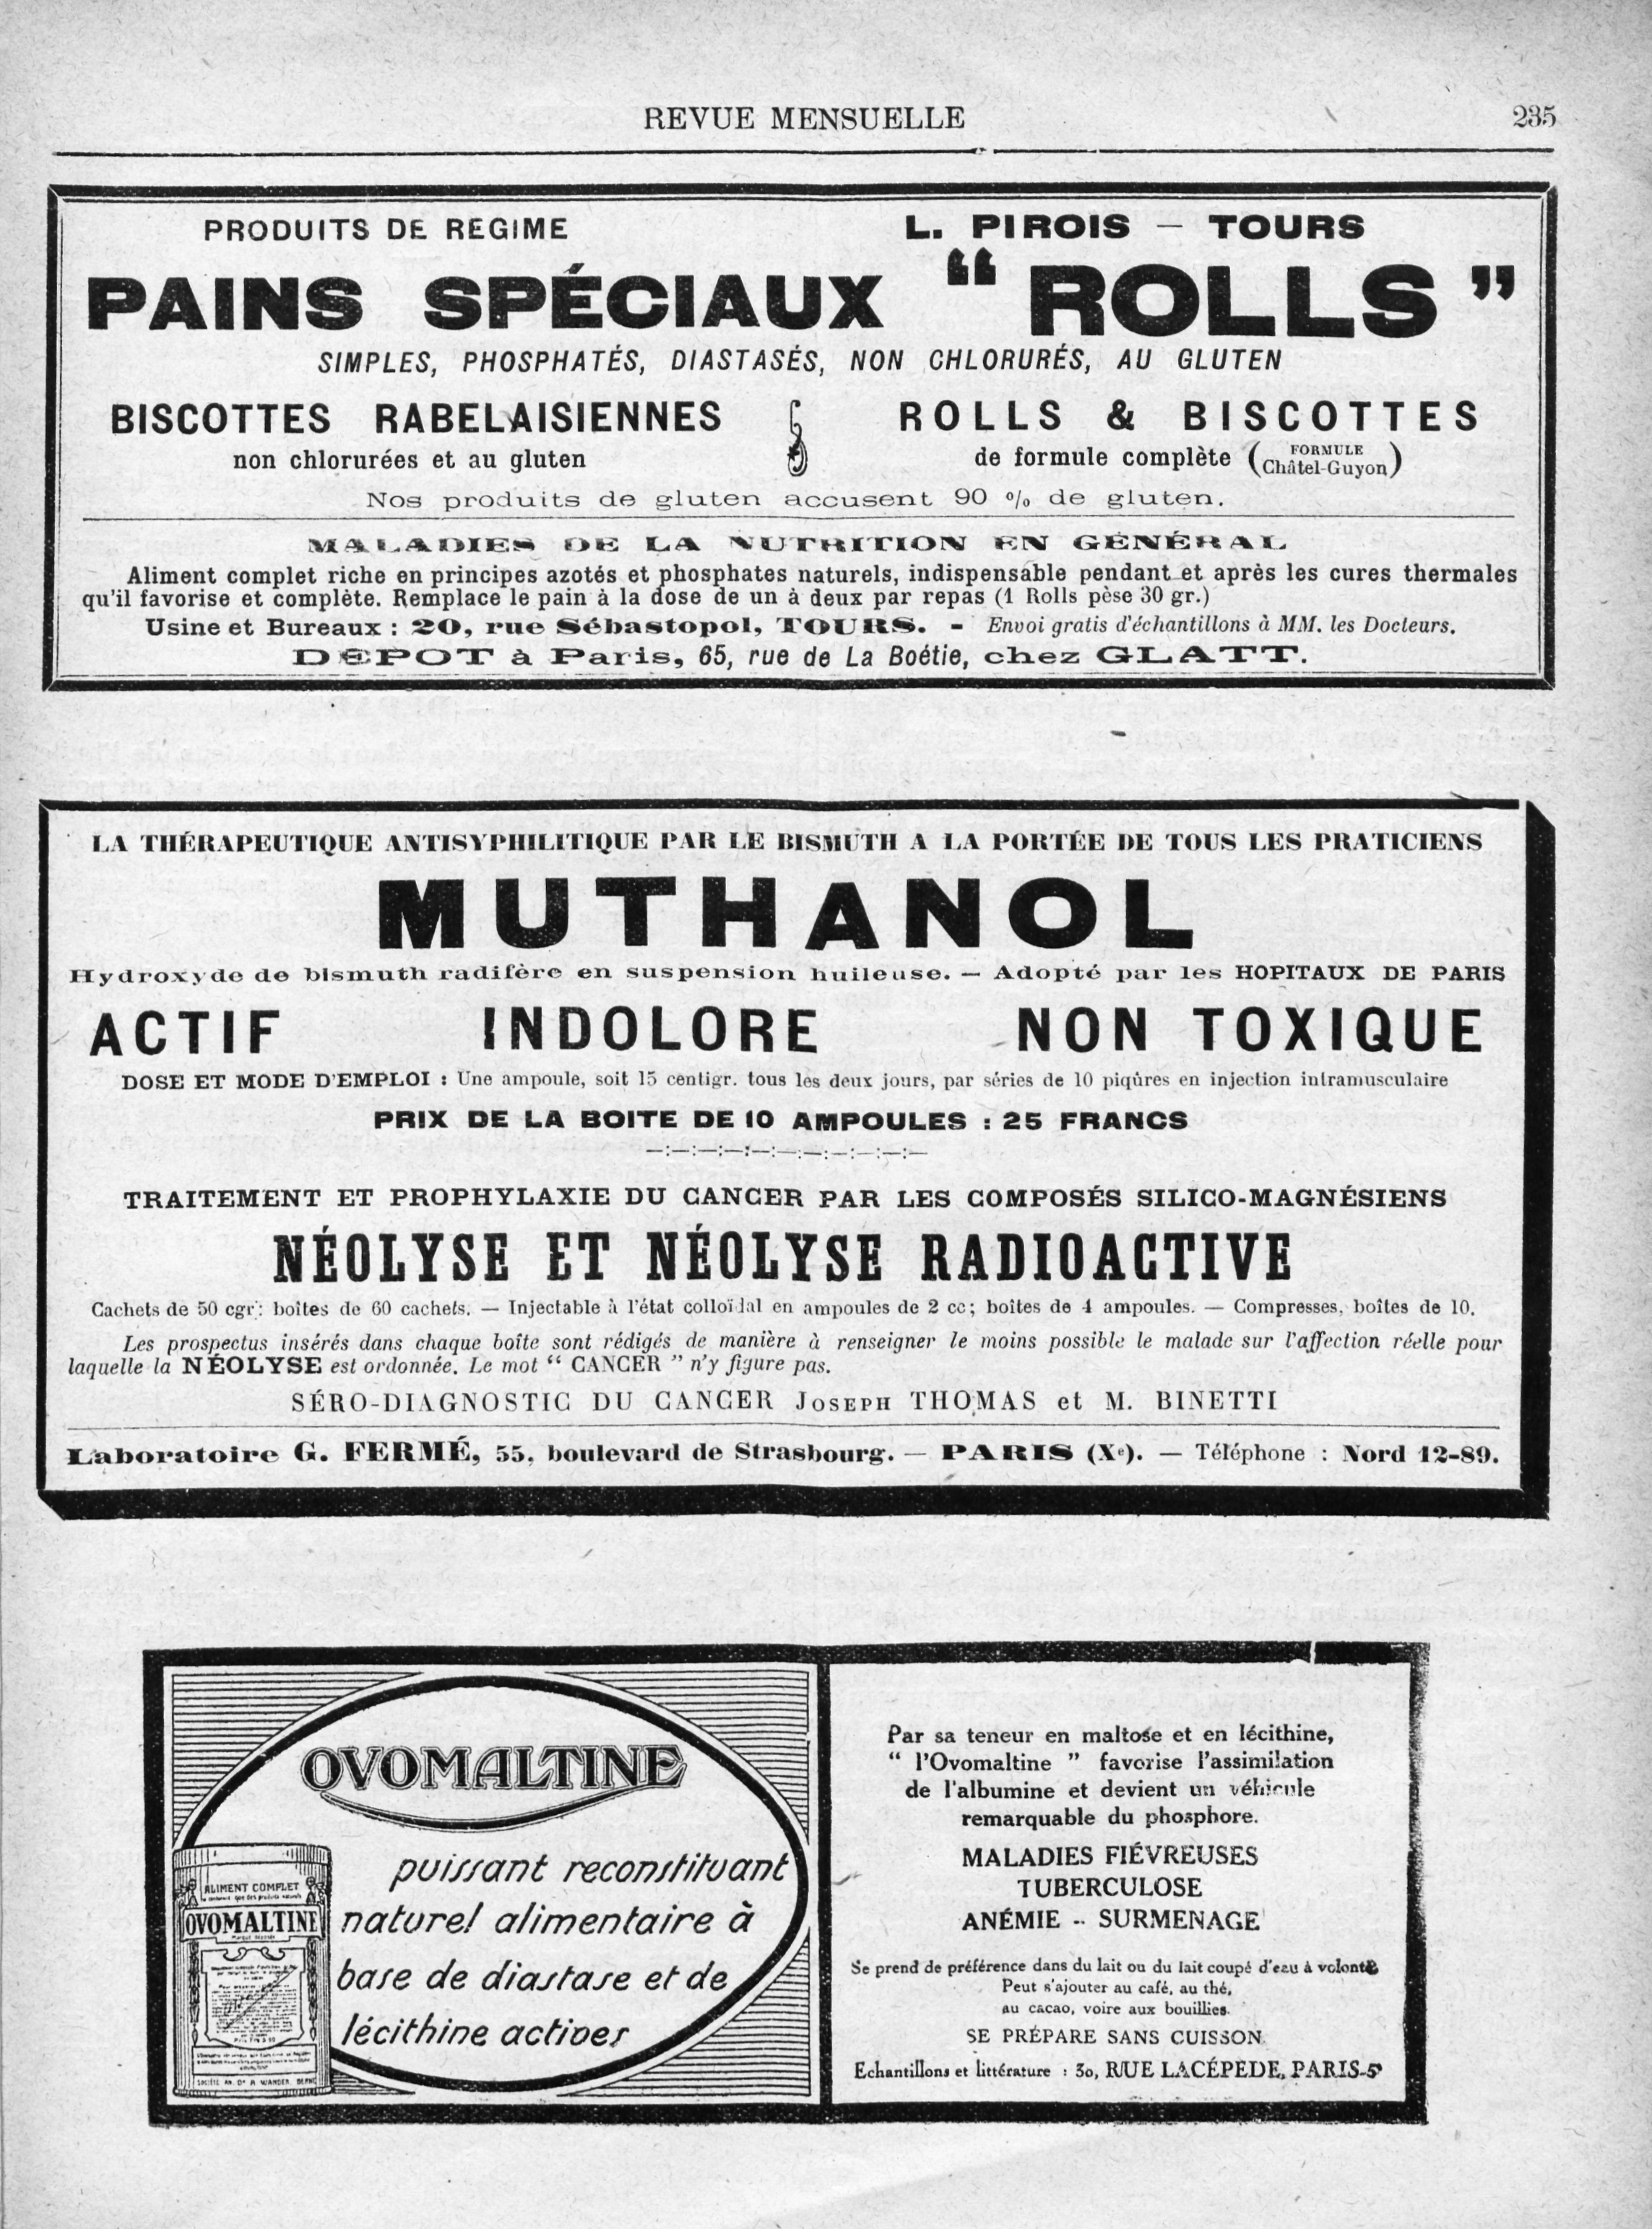 REVUE MENSUELLE
235
PRODUITS DE REGIME
L. PIROIS — TOURS
PAINS SPÉCIAUX “ ROLLS ”
SIMPLES, PHOSPHATÉS, DIASTASÉS, NON CHLORURÉS, AU GLUTEN
BISCOTTES RABELAISIENNES
non chlorurées et au gluten
ROLLS & BISCOTTES
de formule complète (FORMULE Châtel-Guyon)
Nos produits de gluten accusent 90 % de gluten.
MALADIES DE LA NUTRITION EN GÉNÉRAL
Aliment complet riche en principes azotés et phosphates naturels, indispensable pendant et après les cures thermales
qu'il favorise et complète. Remplace le pain à la dose de un à deux par repas (1 Rolls pèse 30 gr.)
Usine et Bureaux : 20, rue Sébastopol, TOURS. - Envoi gratis d'échantillons à MM. les Docteurs.
DÉPOT à Paris, 65, rue de La Boétie, chez GLATT.
LA THÉRAPEUTIQUE ANTISYPHILITIQUE PAR LE BISMUTH A LA PORTÉE DE TOUS LES PRATICIENS
MUTHANOL
Hydroxyde de bismuth radifère en suspension huileuse. — Adopté par les HOPITAUX DE PARIS
ACTIF INDOLORE NON TOXIQUE
DOSE ET MODE D'EMPLOI : Une ampoule, soit 15 centigr. tous les deux jours, par séries de 10 piqûres en injection intramusculaire
PRIX DE LA BOITE DE 10 AMPOULES : 25 FRANCS
TRAITEMENT ET PROPHYLAXIE DU CANCER PAR LES COMPOSÉS SILICO-MAGNÉSIENS
NÉOLYSE ET NÉOLYSE RADIOACTIVE
Cachets de 50 cgr: boîtes de 60 cachets. — Injectable à l'état colloïdal en ampoules de 2 cc; boîtes de 4 ampoules. — Compresses, boîtes de 10.
Les prospectus insérés dans chaque boîte sont rédigés de manière à renseigner le moins possible le malade sur l'affection réelle pour
laquelle la NÉOLYSE est ordonnée. Le mot “ CANCER ” n'y figure pas.
SÉRO-DIAGNOSTIC DU CANCER JOSEPH THOMAS et M. BINETTI
Laboratoire G. FERMÉ, 55, boulevard de Strasbourg. — PARIS (Xe). — Téléphone : Nord 12-89.
OVOMALTINE
puissant reconstituant
naturel alimentaire à
base de diastase et de
lécithine actives
ALIMENT COMPLET
OVOMALTINE
SOCIÉTÉ AN. Dr A. WANDER. BERNE
Par sa teneur en maltose et en lécithine,
“ l'Ovomaltine ” favorise l'assimilation
de l'albumine et devient un véhicule
remarquable du phosphore.
MALADIES FIÉVREUSES
TUBERCULOSE
ANÉMIE -- SURMENAGE
Se prend de préférence dans du lait ou du lait coupé d'eau à volonté
Peut s'ajouter au café, au thé,
au cacao, voire aux bouillies.
SE PRÉPARE SANS CUISSON
Echantillons et littérature : 30, RUE LACÉPÈDE, PARIS-5e